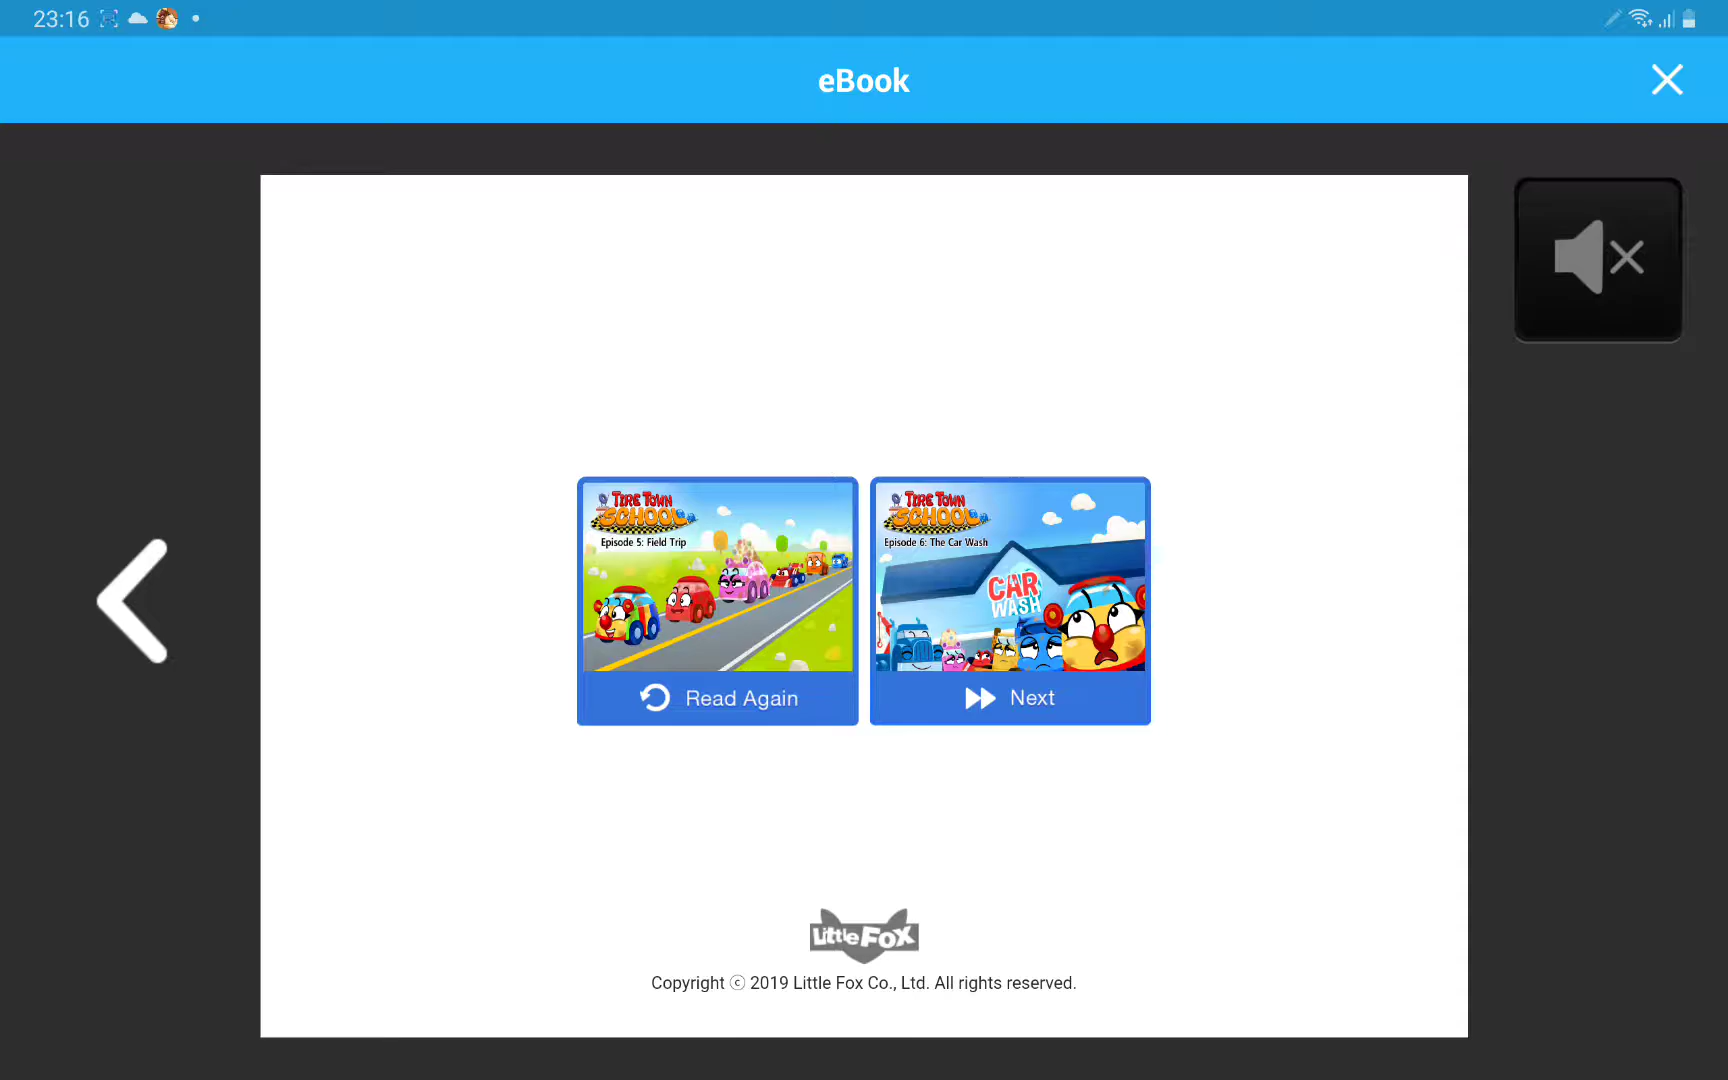 23:16
eBook
TIRE TOWN
SCHOOL
Episode 5: Field Trip
Read Again
TIRE TOWN
SCHOOL
Episode 6: The Car Wash
CAR
WASH
Next
Little Fox
Copyright ⓒ 2019 Little Fox Co., Ltd. All rights reserved.